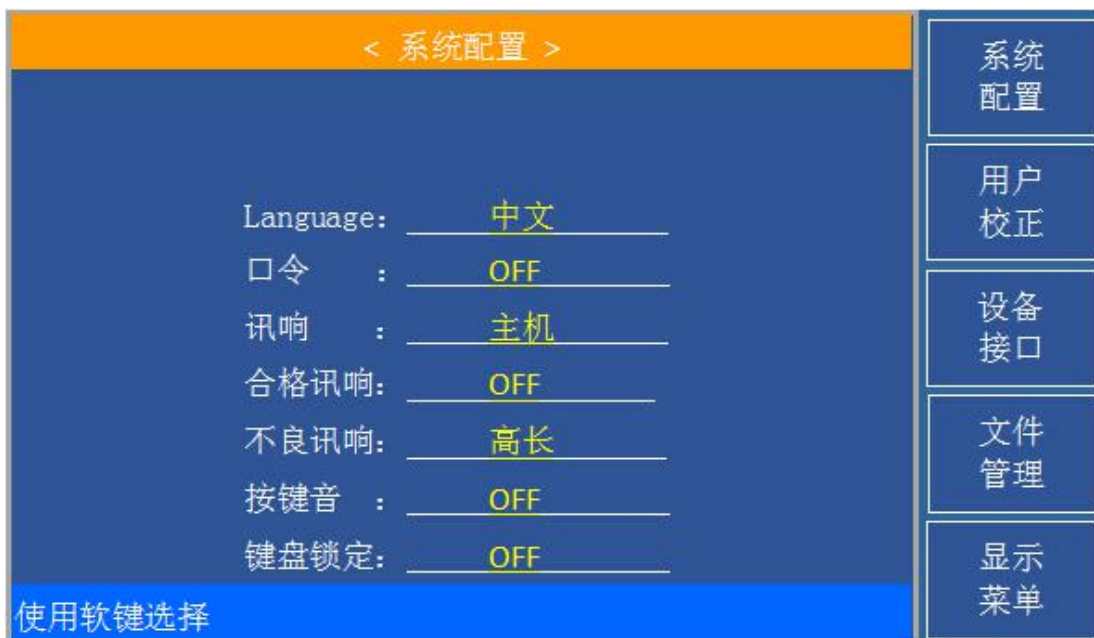 < 系统配置 >
Language: 中文
口令 : OFF
讯响 : 主机
合格讯响: OFF
不良讯响: 高长
按键音 : OFF
键盘锁定: OFF
使用软键选择
系统
配置
用户
校正
设备
接口
文件
管理
显示
菜单